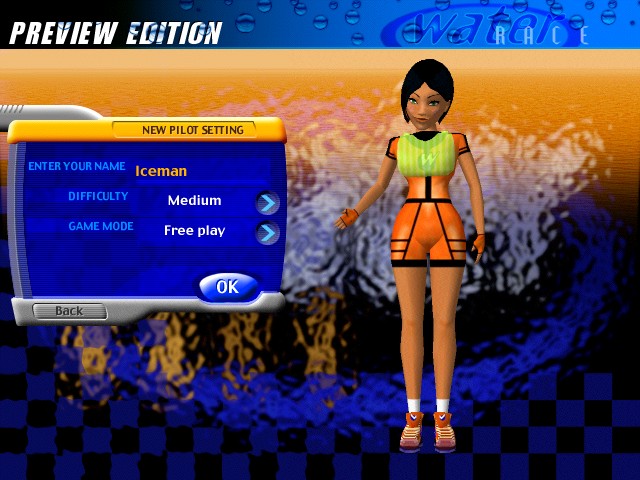 PREVIEW EDITION
water
RACE
NEW PILOT SETTING
ENTER YOUR NAME Iceman
DIFFICULTY Medium
GAME MODE Free play
OK
Back